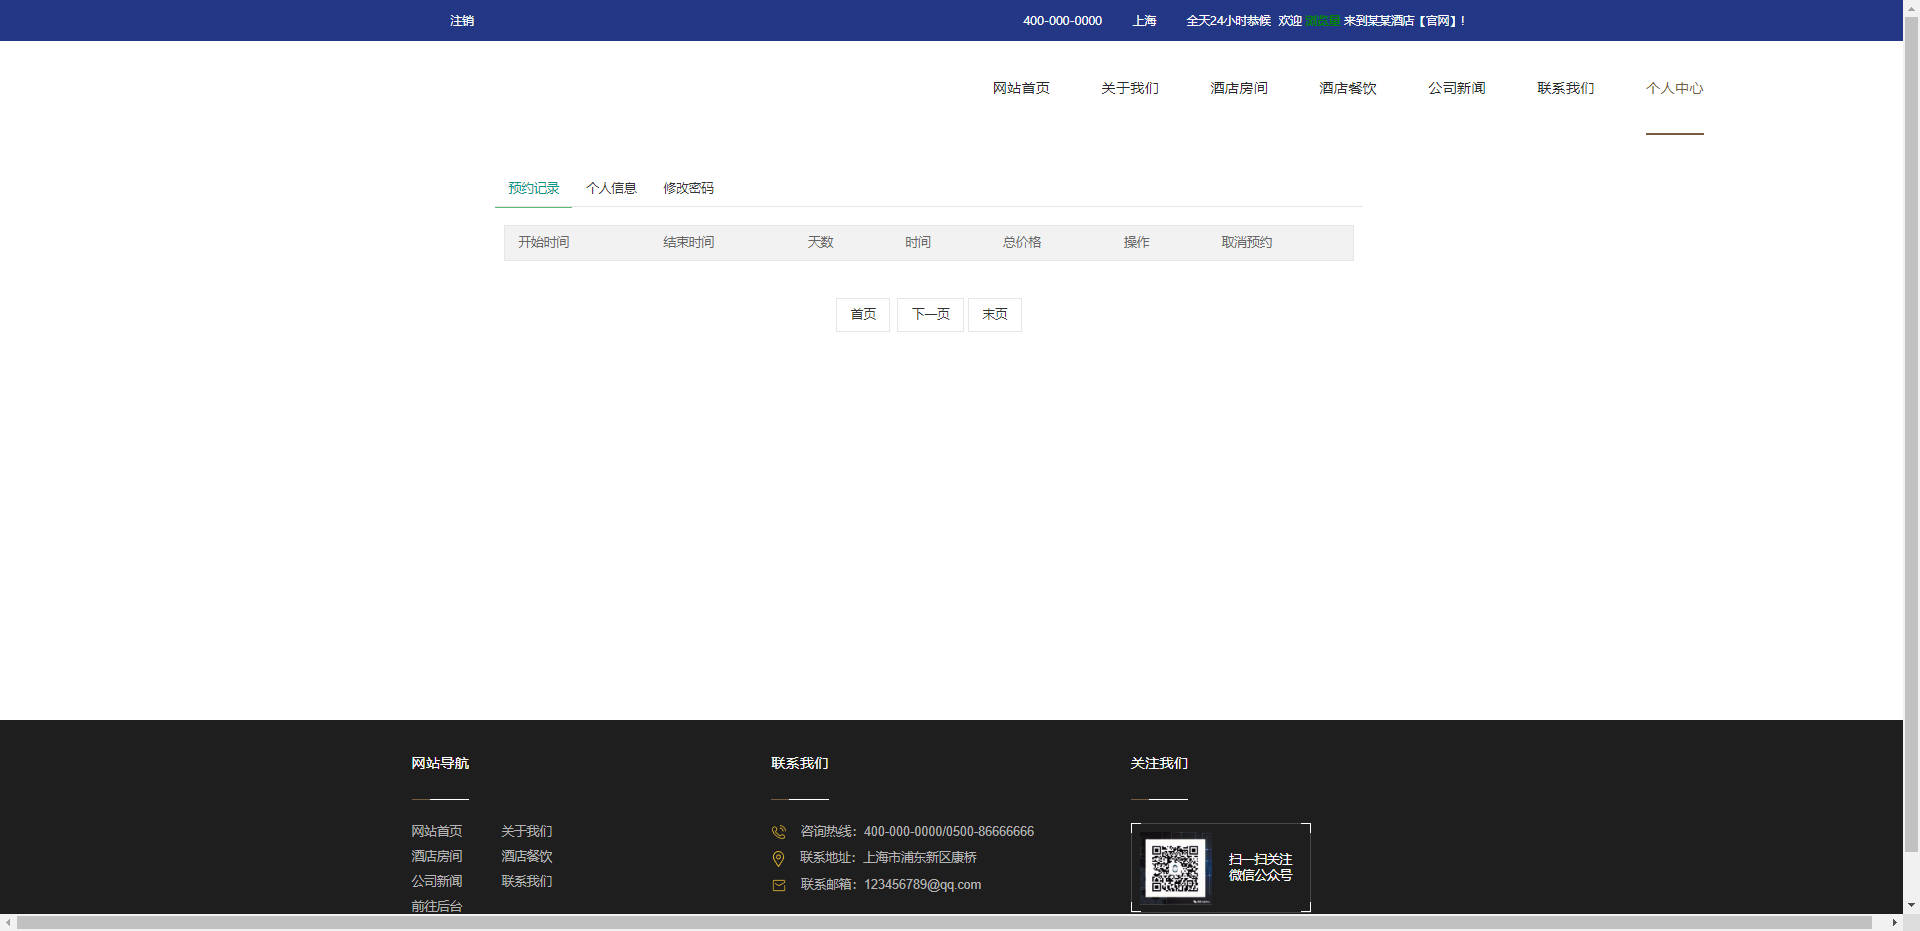 注销
400-000-0000 上海 全天24小时恭候 欢迎 来到某某酒店【官网】!
网站首页 关于我们 酒店房间 酒店餐饮 公司新闻 联系我们 个人中心
预约记录 个人信息 修改密码
开始时间 结束时间 天数 时间 总价格 操作 取消预约
首页 下一页 末页
网站导航
网站首页 关于我们
酒店房间 酒店餐饮
公司新闻 联系我们
前往后台
联系我们
咨询热线：400-000-0000/0500-86666666
联系地址：上海市浦东新区康桥
联系邮箱：123456789@qq.com
关注我们
扫一扫关注
微信公众号